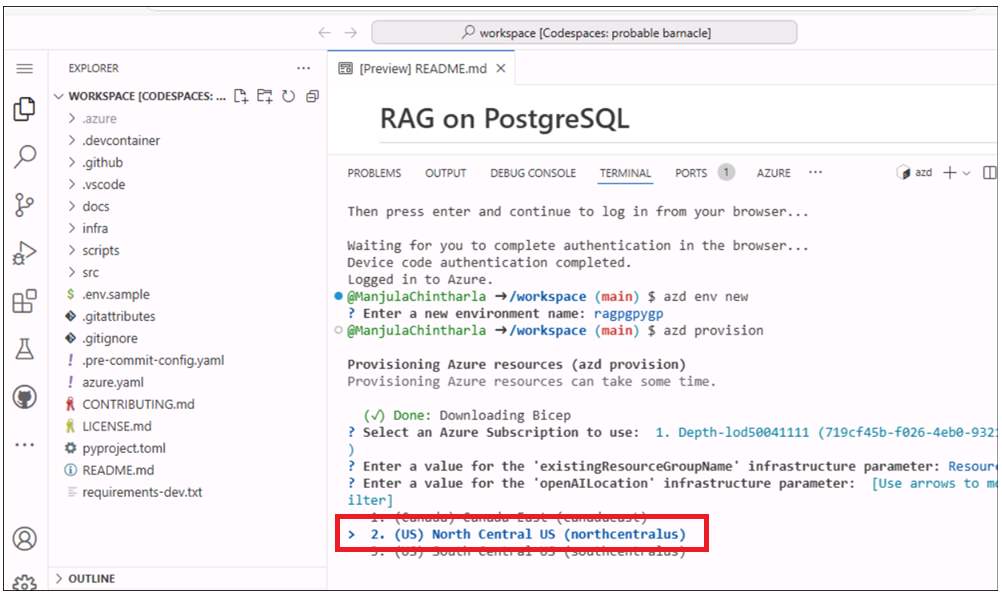 workspace [Codespaces: probable barnacle]
EXPLORER
WORKSPACE [CODESPACES: ...
.azure
.devcontainer
.github
.vscode
docs
infra
scripts
src
.env.sample
.gitattributes
.gitignore
.pre-commit-config.yaml
azure.yaml
CONTRIBUTING.md
LICENSE.md
pyproject.toml
README.md
requirements-dev.txt
OUTLINE
[Preview] README.md
RAG on PostgreSQL
PROBLEMS OUTPUT DEBUG CONSOLE TERMINAL PORTS 1 AZURE ... azd
Then press enter and continue to log in from your browser...
Waiting for you to complete authentication in the browser...
Device code authentication completed.
Logged in to Azure.
@ManjulaChintharla ➜/workspace (main) $ azd env new
? Enter a new environment name: ragpgpygp
@ManjulaChintharla ➜/workspace (main) $ azd provision
Provisioning Azure resources (azd provision)
Provisioning Azure resources can take some time.
(✓) Done: Downloading Bicep
? Select an Azure Subscription to use: 1. Depth-lod50041111 (719cf45b-f026-4eb0-9321
)
? Enter a value for the 'existingResourceGroupName' infrastructure parameter: Resour
? Enter a value for the 'openAILocation' infrastructure parameter: [Use arrows to mo
ilter]
1. (Canada) Canada East (canadaeast)
> 2. (US) North Central US (northcentralus)
3. (US) South Central US (southcentralus)